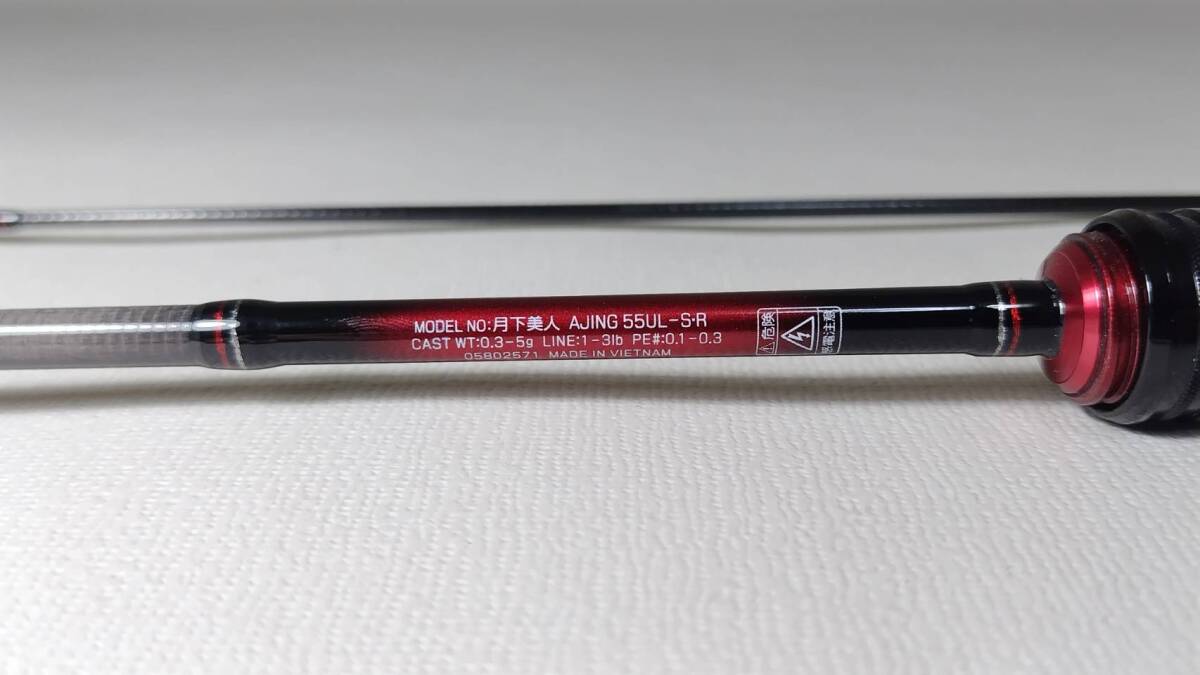 MODEL NO:月下美人 AJING 55UL-S·R
CAST WT:0.3-5g LINE:1-3lb PE#:0.1-0.3
05802571 MADE IN VIETNAM
危険
感電注意